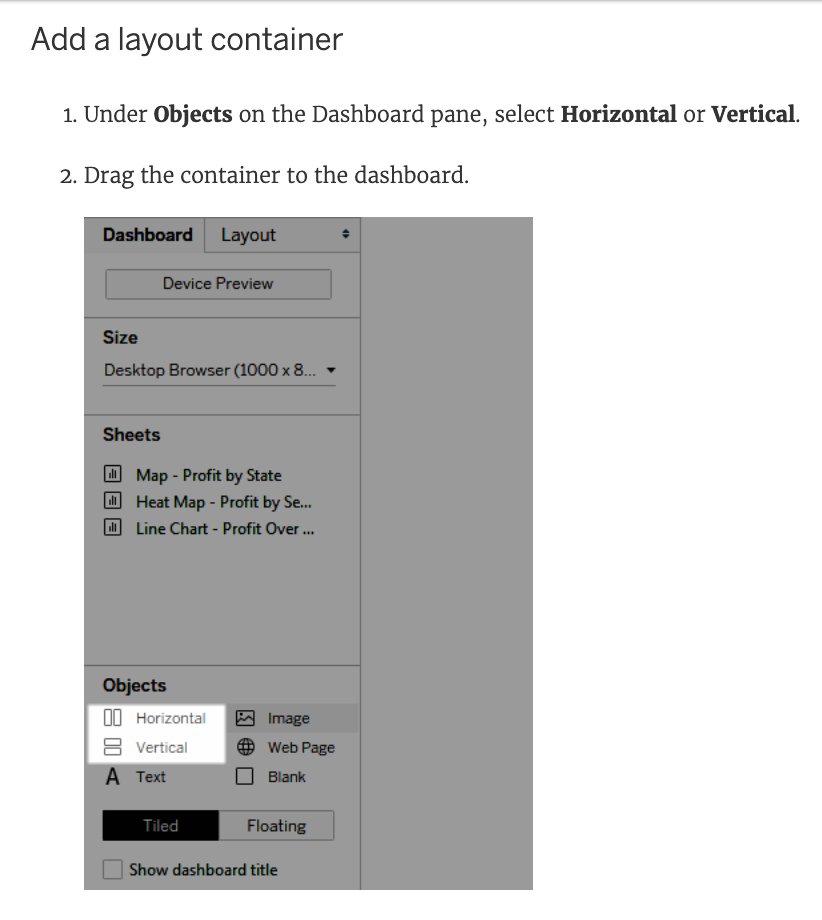 Add a layout container
1. Under Objects on the Dashboard pane, select Horizontal or Vertical.
2. Drag the container to the dashboard.
Dashboard Layout
Device Preview
Size
Desktop Browser (1000 x 8...
Sheets
Map - Profit by State
Heat Map - Profit by Se...
Line Chart - Profit Over ...
Objects
Horizontal Image
Vertical Web Page
A Text Blank
Tiled Floating
Show dashboard title